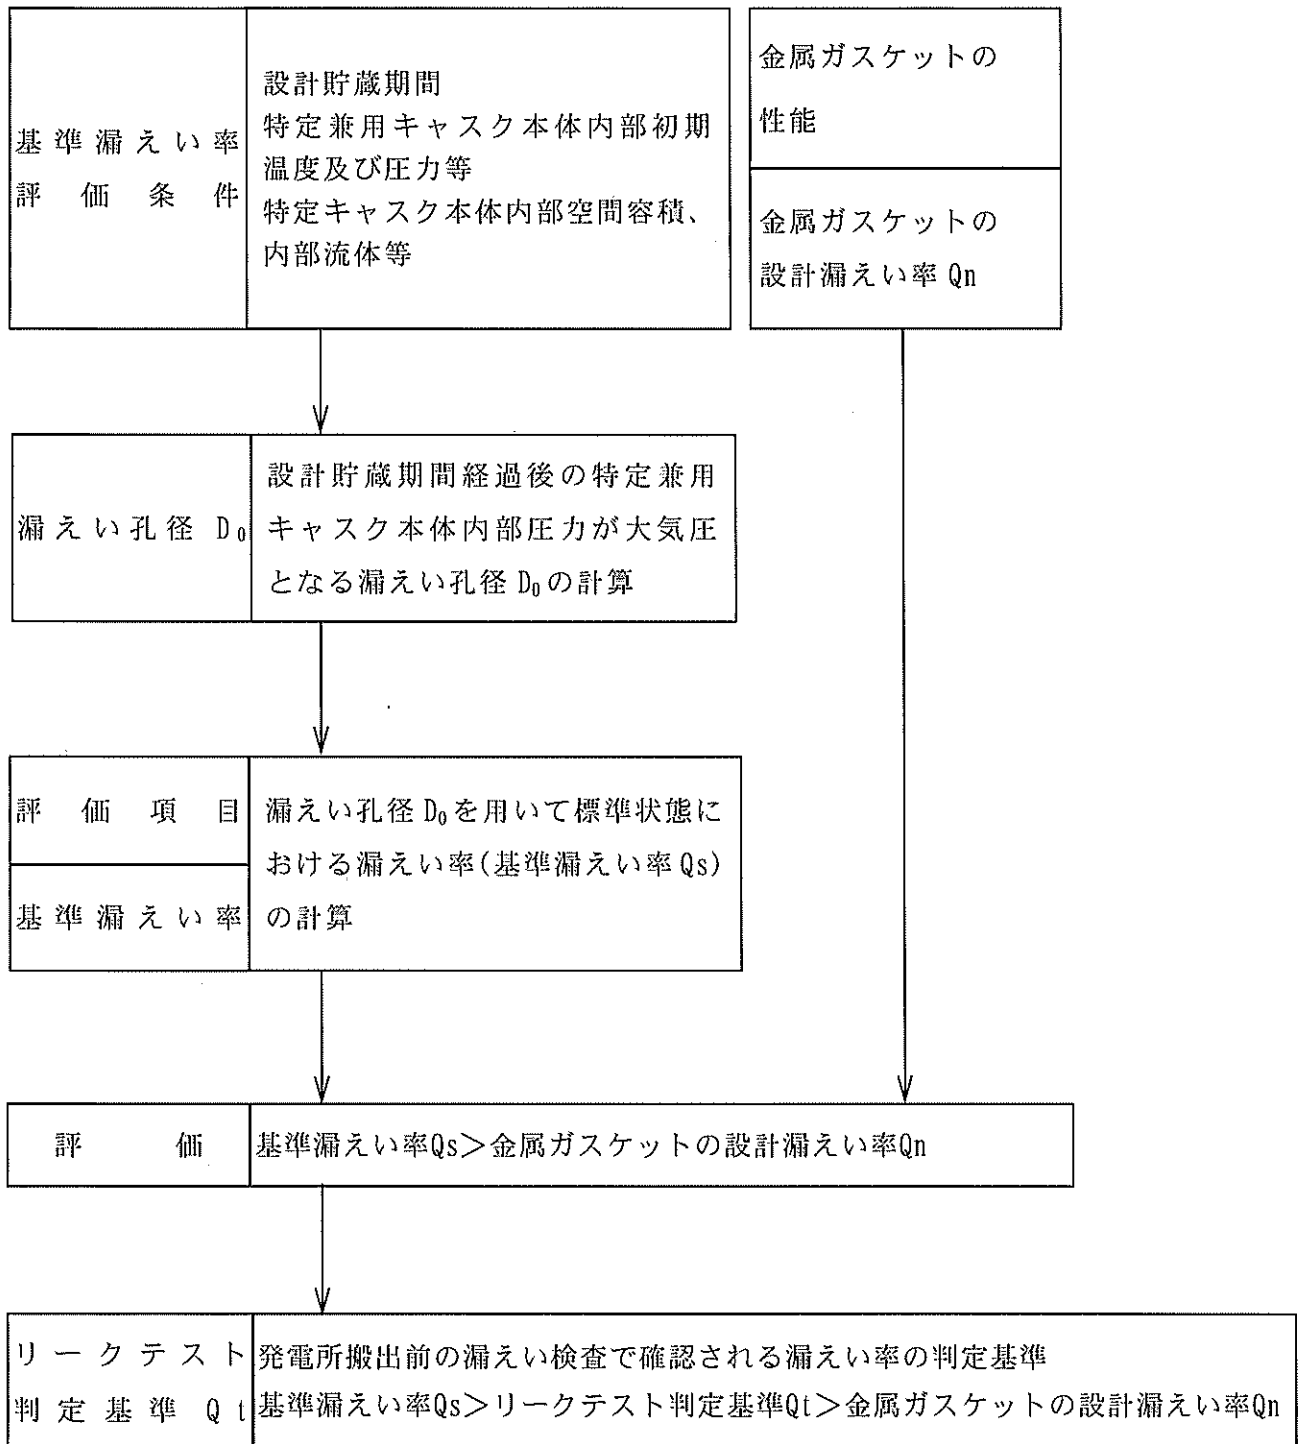 基準漏えい率
評価条件
設計貯蔵期間
特定兼用キャスク本体内部初期
温度及び圧力等
特定キャスク本体内部空間容積、
内部流体等
金属ガスケットの
性能
金属ガスケットの
設計漏えい率Qn
漏えい孔径 D₀
設計貯蔵期間経過後の特定兼用
キャスク本体内部圧力が大気圧
となる漏えい孔径 D₀の計算
評価項目
基準漏えい率
漏えい孔径 D₀を用いて標準状態に
おける漏えい率(基準漏えい率Qs)
の計算
評価
基準漏えい率Qs＞金属ガスケットの設計漏えい率Qn
リークテスト
判定基準 Qt
発電所搬出前の漏えい検査で確認される漏えい率の判定基準
基準漏えい率Qs＞リークテスト判定基準Qt＞金属ガスケットの設計漏えい率Qn